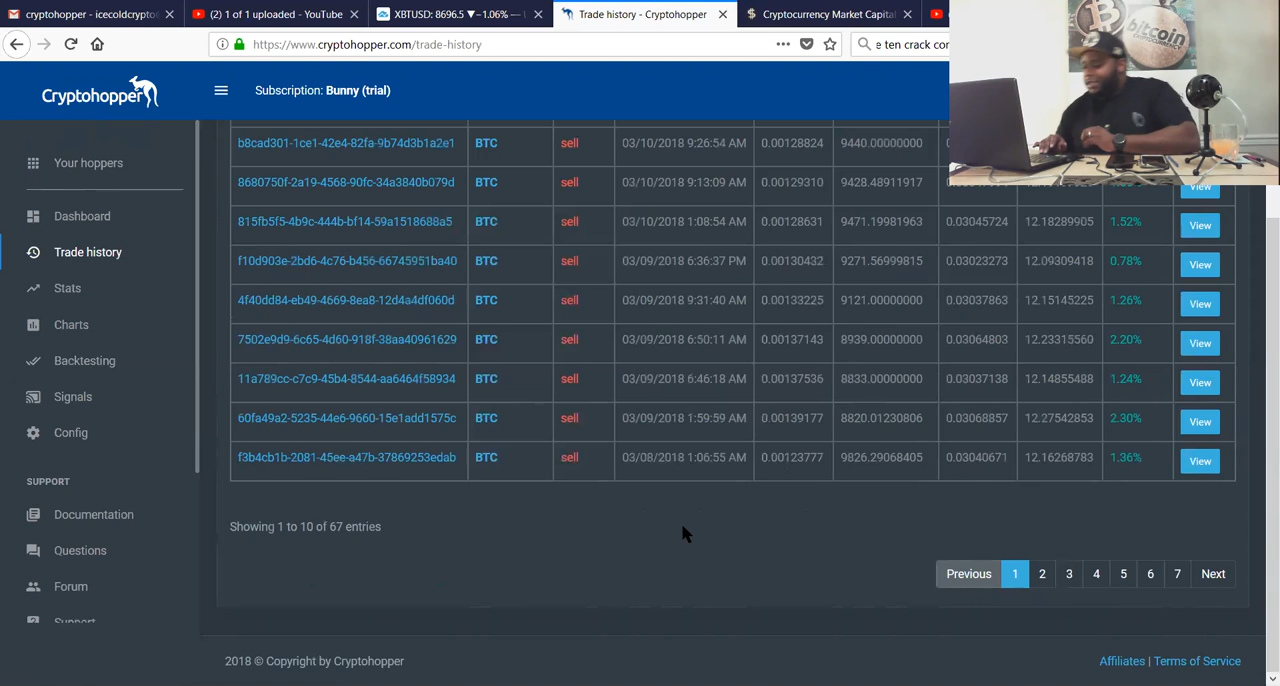 cryptohopper - icecoldcrypto
(2) 1 of 1 uploaded - YouTube
XBTUSD: 8696.5 ▼−1.06% —
Trade history - Cryptohopper
Cryptocurrency Market Capital
https://www.cryptohopper.com/trade-history
e ten crack con
bitcoin
Cryptohopper
Subscription: Bunny (trial)
Your hoppers
Dashboard
Trade history
Stats
Charts
Backtesting
Signals
Config
SUPPORT
Documentation
Questions
Forum
Support
b8cad301-1ce1-42e4-82fa-9b74d3b1a2e1 BTC sell 03/10/2018 9:26:54 AM 0.00128824 9440.00000000
8680750f-2a19-4568-90fc-34a3840b079d BTC sell 03/10/2018 9:13:09 AM 0.00129310 9428.48911917 View
815fb5f5-4b9c-444b-bf14-59a1518688a5 BTC sell 03/10/2018 1:08:54 AM 0.00128631 9471.19981963 0.03045724 12.18289905 1.52% View
f10d903e-2bd6-4c76-b456-66745951ba40 BTC sell 03/09/2018 6:36:37 PM 0.00130432 9271.56999815 0.03023273 12.09309418 0.78% View
4f40dd84-eb49-4669-8ea8-12d4a4df060d BTC sell 03/09/2018 9:31:40 AM 0.00133225 9121.00000000 0.03037863 12.15145225 1.26% View
7502e9d9-6c65-4d60-918f-38aa40961629 BTC sell 03/09/2018 6:50:11 AM 0.00137143 8939.00000000 0.03064803 12.23315560 2.20% View
11a789cc-c7c9-45b4-8544-aa6464f58934 BTC sell 03/09/2018 6:46:18 AM 0.00137536 8833.00000000 0.03037138 12.14855488 1.24% View
60fa49a2-5235-44e6-9660-15e1add1575c BTC sell 03/09/2018 1:59:59 AM 0.00139177 8820.01230806 0.03068857 12.27542853 2.30% View
f3b4cb1b-2081-45ee-a47b-37869253edab BTC sell 03/08/2018 1:06:55 AM 0.00123777 9826.29068405 0.03040671 12.16268783 1.36% View
Showing 1 to 10 of 67 entries
Previous 1 2 3 4 5 6 7 Next
2018 © Copyright by Cryptohopper
Affiliates | Terms of Service